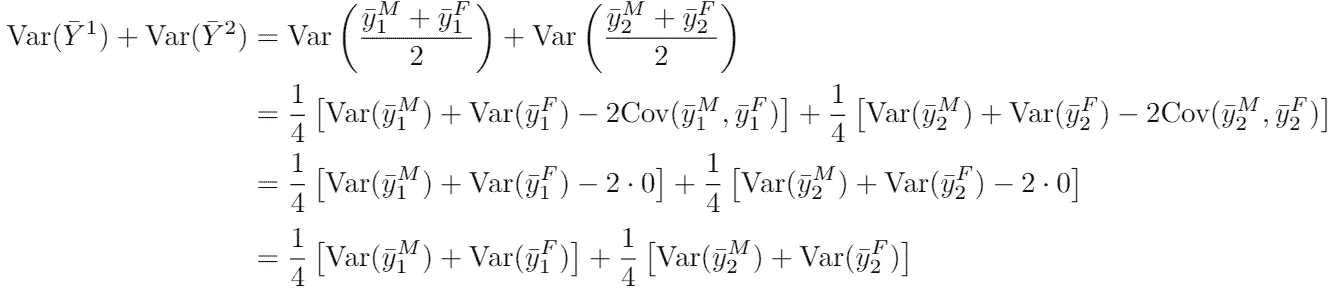 Var(Ȳ¹) + Var(Ȳ²) = Var((ȳ₁ᴹ + ȳ₁ᶠ)/2) + Var((ȳ₂ᴹ + ȳ₂ᶠ)/2)
= 1/4 [Var(ȳ₁ᴹ) + Var(ȳ₁ᶠ) − 2Cov(ȳ₁ᴹ, ȳ₁ᶠ)] + 1/4 [Var(ȳ₂ᴹ) + Var(ȳ₂ᶠ) − 2Cov(ȳ₂ᴹ, ȳ₂ᶠ)]
= 1/4 [Var(ȳ₁ᴹ) + Var(ȳ₁ᶠ) − 2 · 0] + 1/4 [Var(ȳ₂ᴹ) + Var(ȳ₂ᶠ) − 2 · 0]
= 1/4 [Var(ȳ₁ᴹ) + Var(ȳ₁ᶠ)] + 1/4 [Var(ȳ₂ᴹ) + Var(ȳ₂ᶠ)]